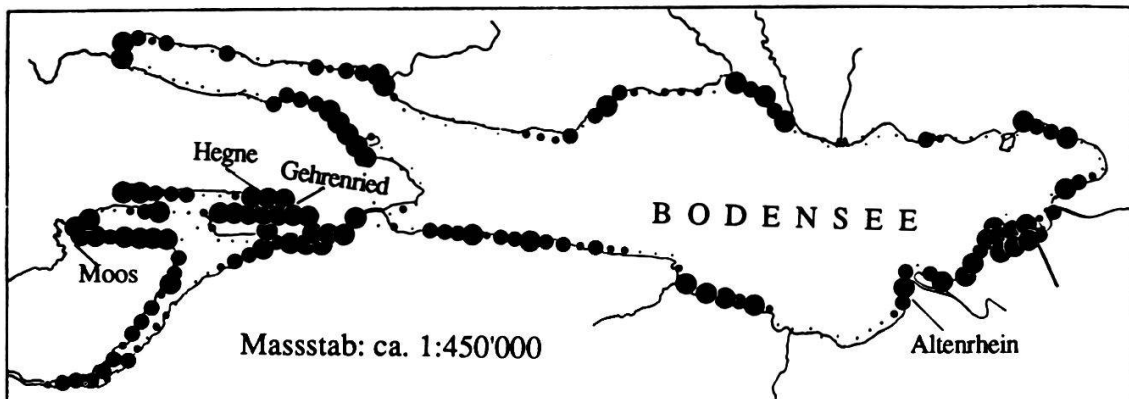 Hegne
Gehrenried
BODENSEE
Moos
Massstab: ca. 1:450'000
Altenrhein